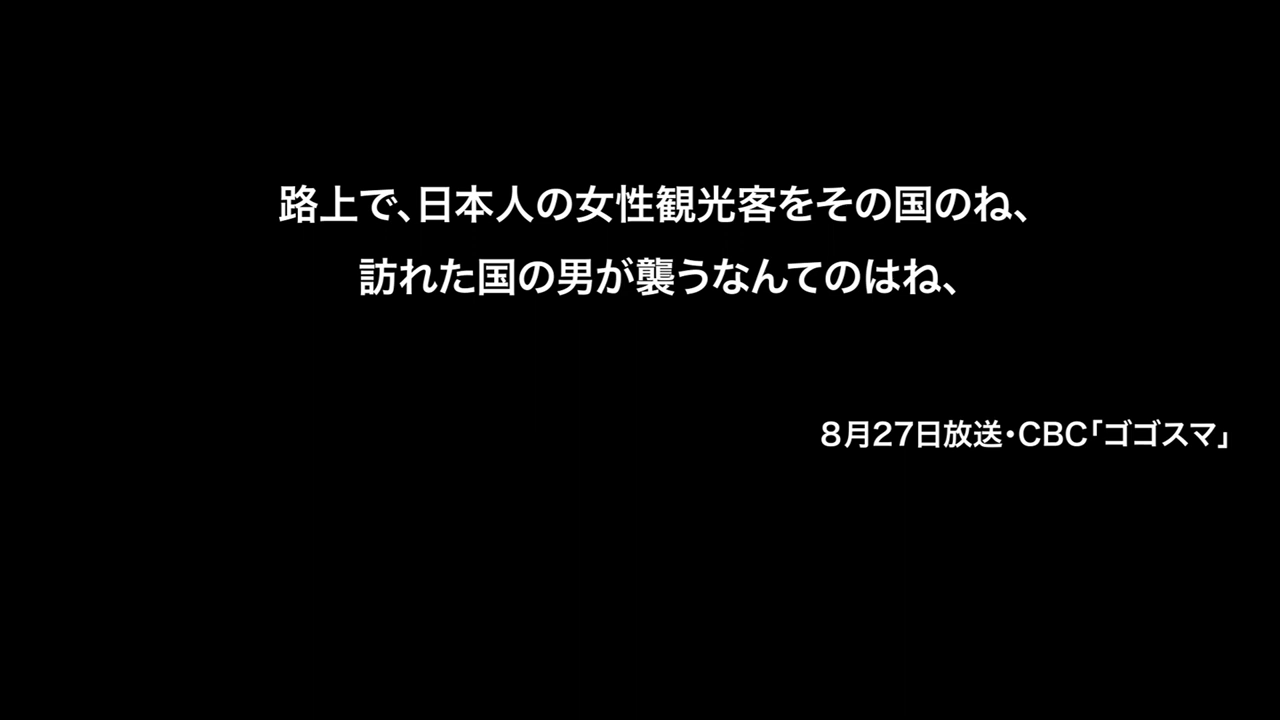 路上で、日本人の女性観光客をその国のね、
訪れた国の男が襲うなんてのはね、
8月27日放送・CBC「ゴゴスマ」